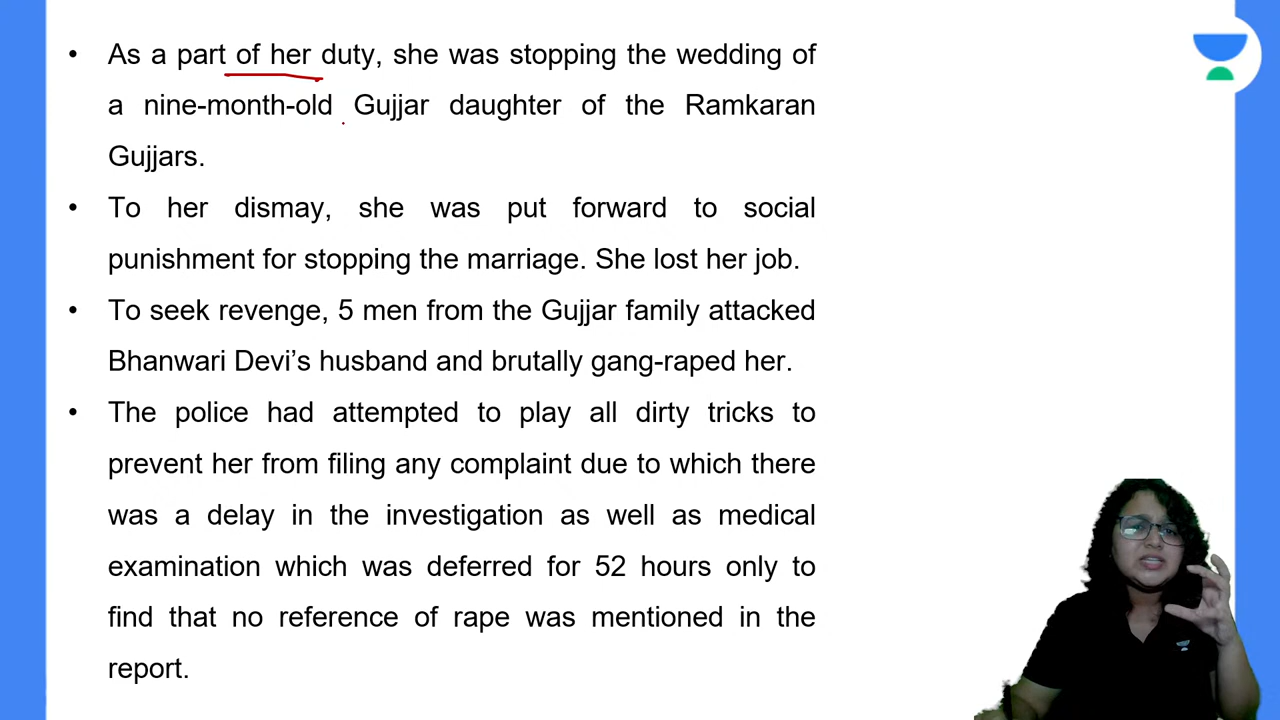 • As a part of her duty, she was stopping the wedding of
a nine-month-old Gujjar daughter of the Ramkaran
Gujjars.
• To her dismay, she was put forward to social
punishment for stopping the marriage. She lost her job.
• To seek revenge, 5 men from the Gujjar family attacked
Bhanwari Devi’s husband and brutally gang-raped her.
• The police had attempted to play all dirty tricks to
prevent her from filing any complaint due to which there
was a delay in the investigation as well as medical
examination which was deferred for 52 hours only to
find that no reference of rape was mentioned in the
report.